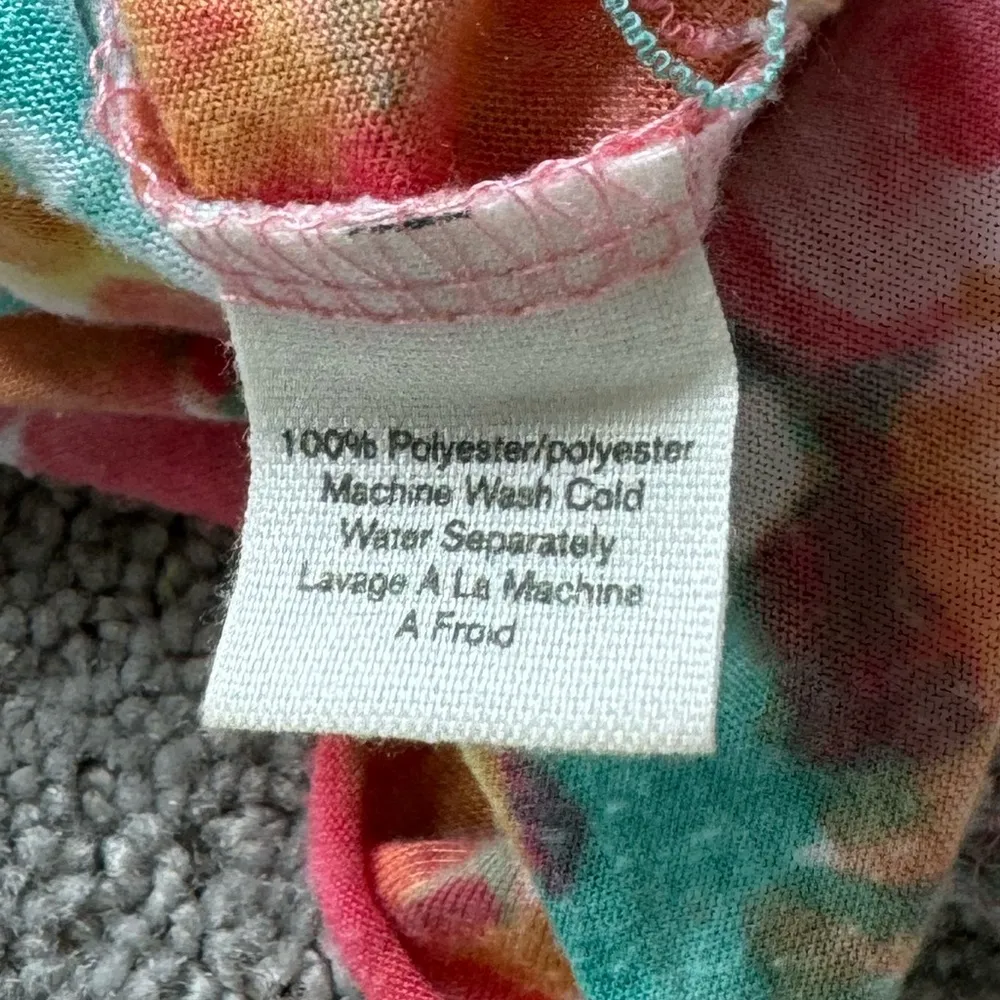 100% Polyester/polyester
Machine Wash Cold
Water Separately
Lavage A La Machine
A Froid